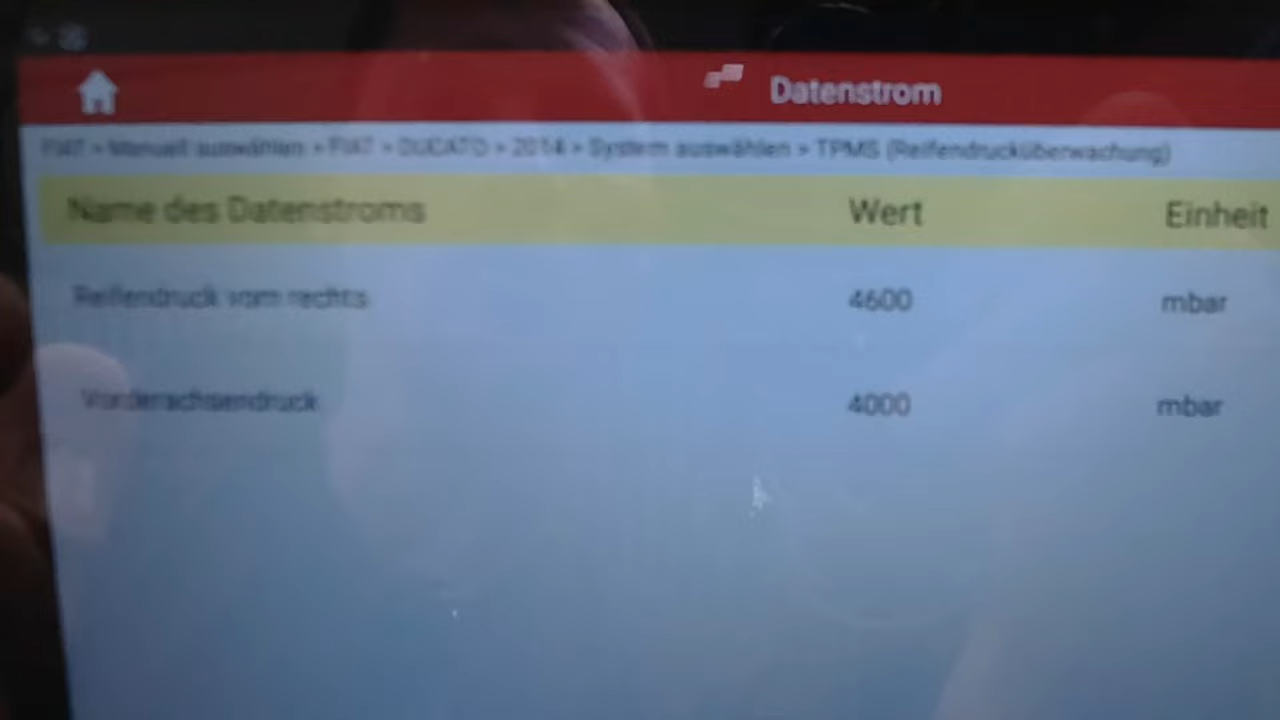 Datenstrom
FIAT > Manuell auswählen > FIAT > DUCATO > 2014 > System auswählen > TPMS (Reifendrucküberwachung)
Name des Datenstroms Wert Einheit
Reifendruck vorn rechts 4600 mbar
Vorderachsendruck 4000 mbar